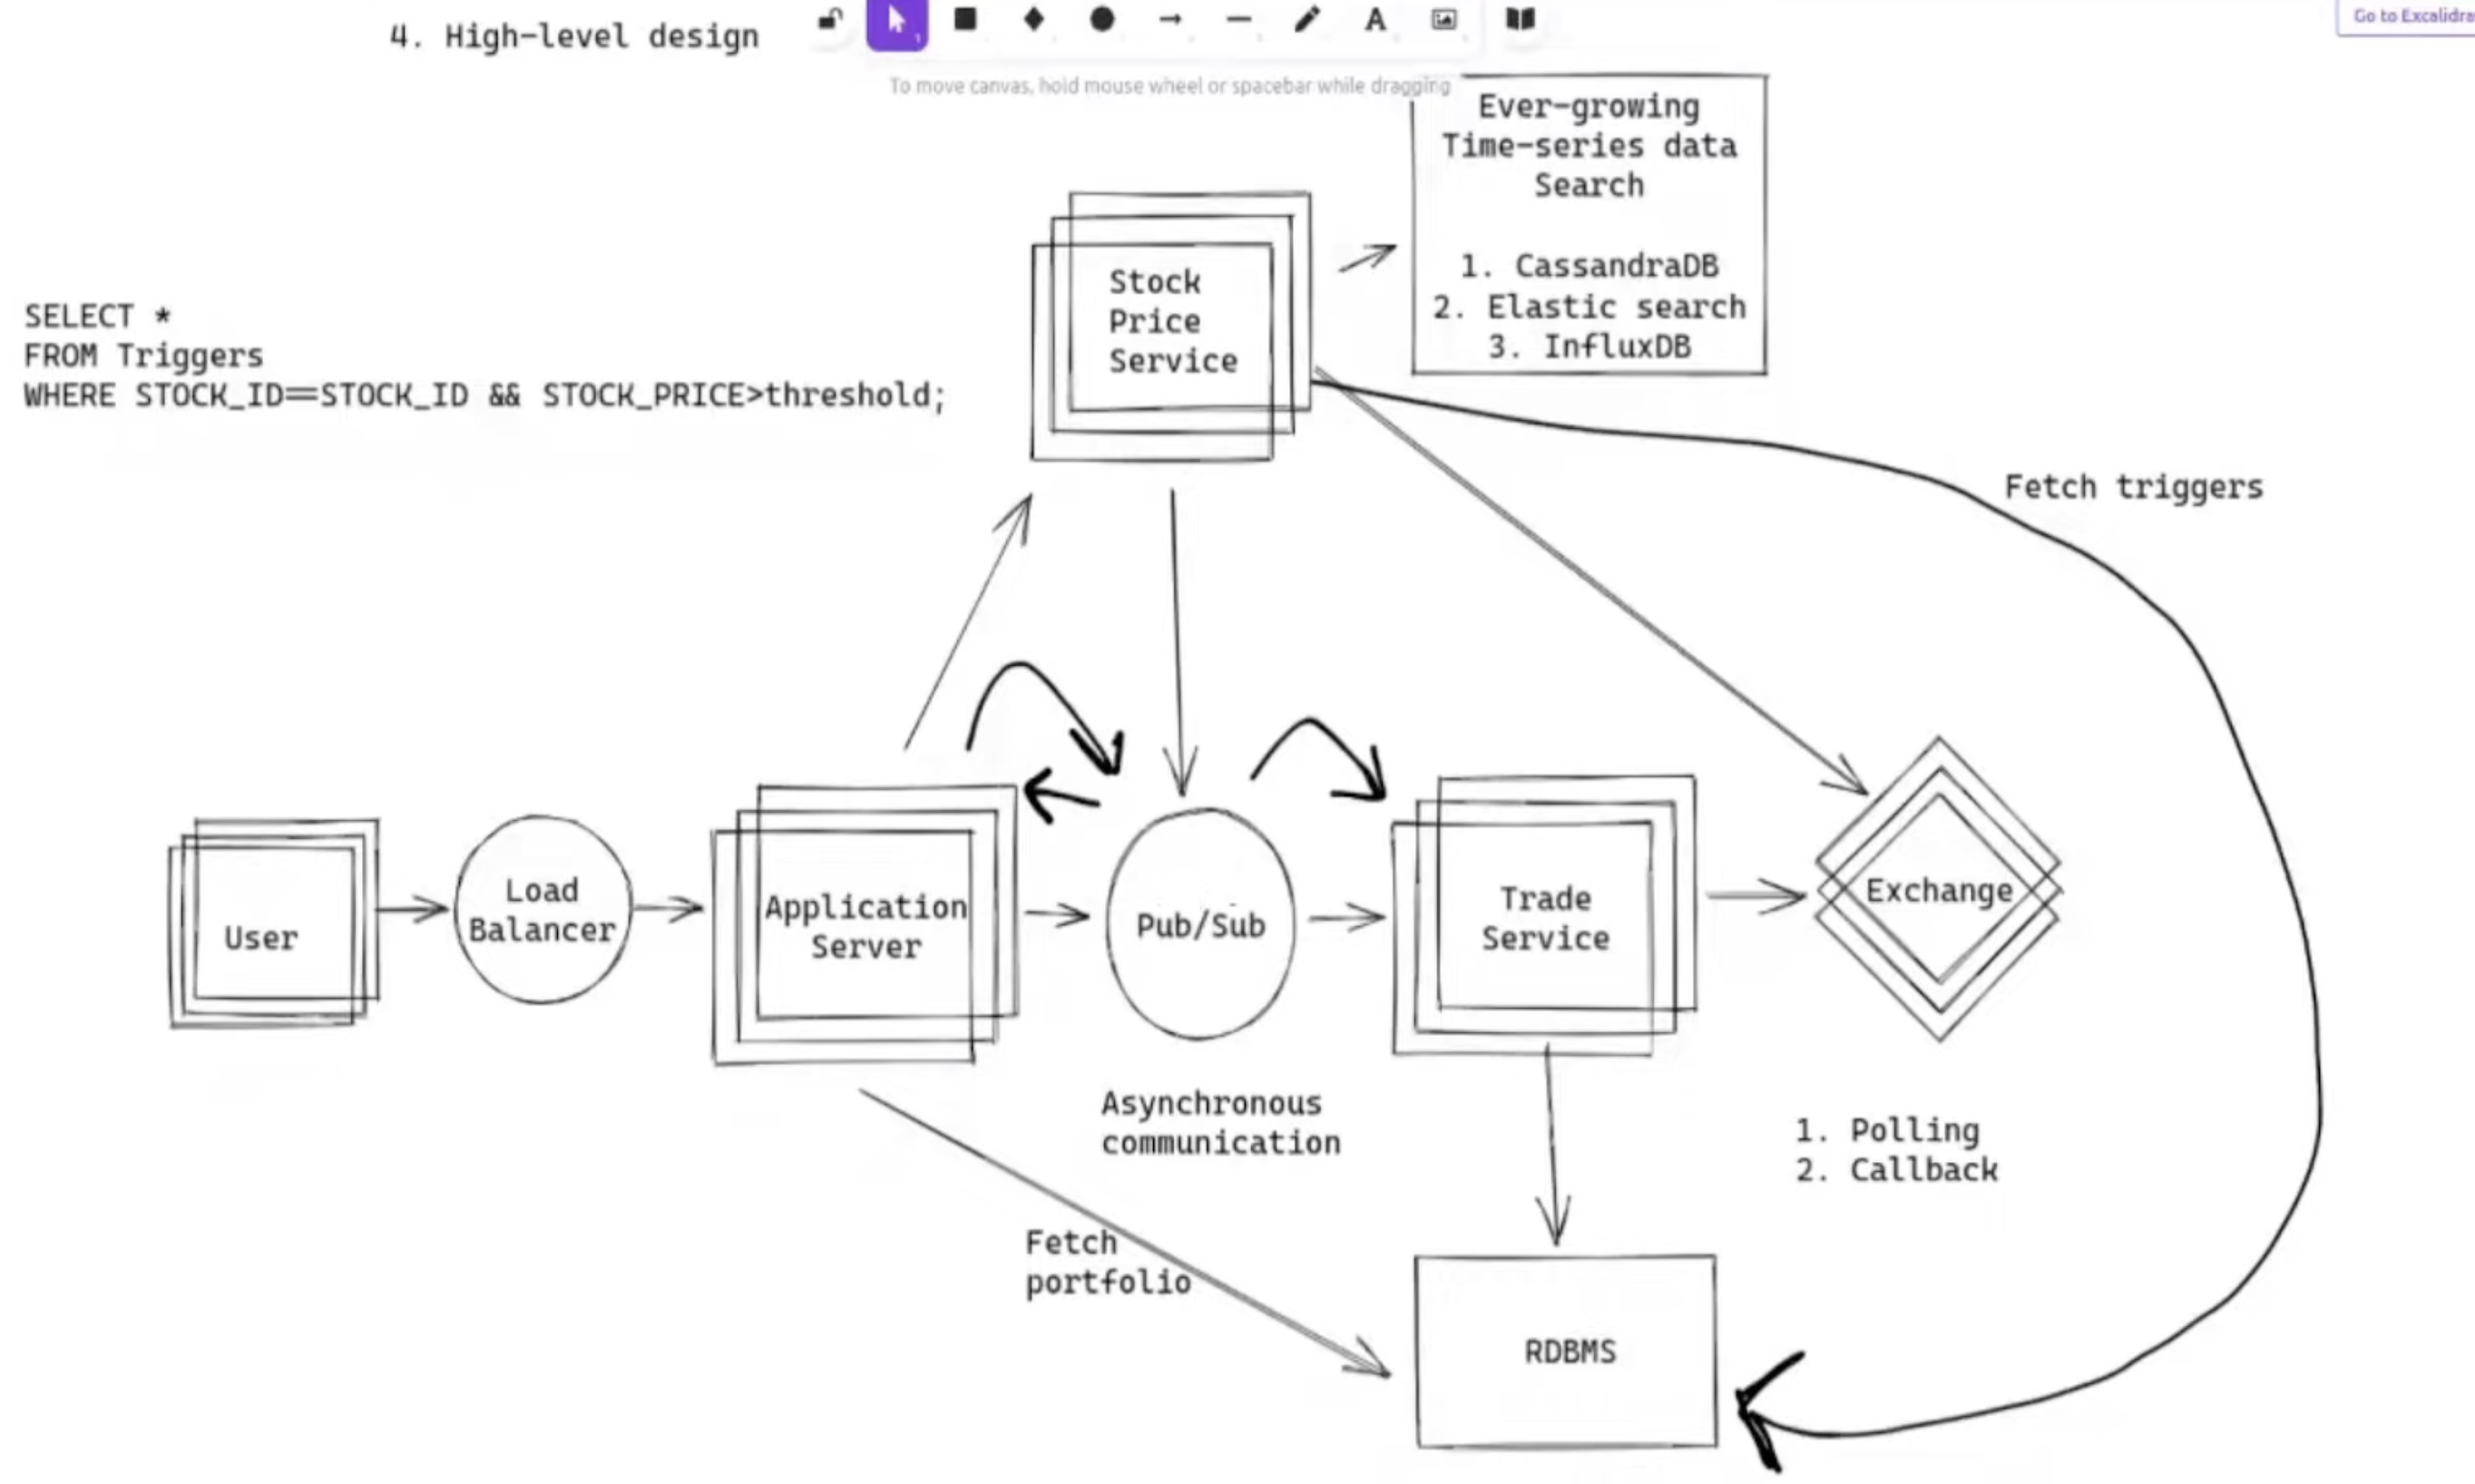 4. High-level design
A
Go to Excalidra
To move canvas, hold mouse wheel or spacebar while dragging
Ever-growing
Time-series data
Search
1. CassandraDB
2. Elastic search
3. InfluxDB
Stock
Price
Service
SELECT *
FROM Triggers
WHERE STOCK_ID==STOCK_ID && STOCK_PRICE>threshold;
Fetch triggers
User
Load
Balancer
Application
Server
Pub/Sub
Trade
Service
Exchange
Asynchronous
communication
1. Polling
2. Callback
Fetch
portfolio
RDBMS